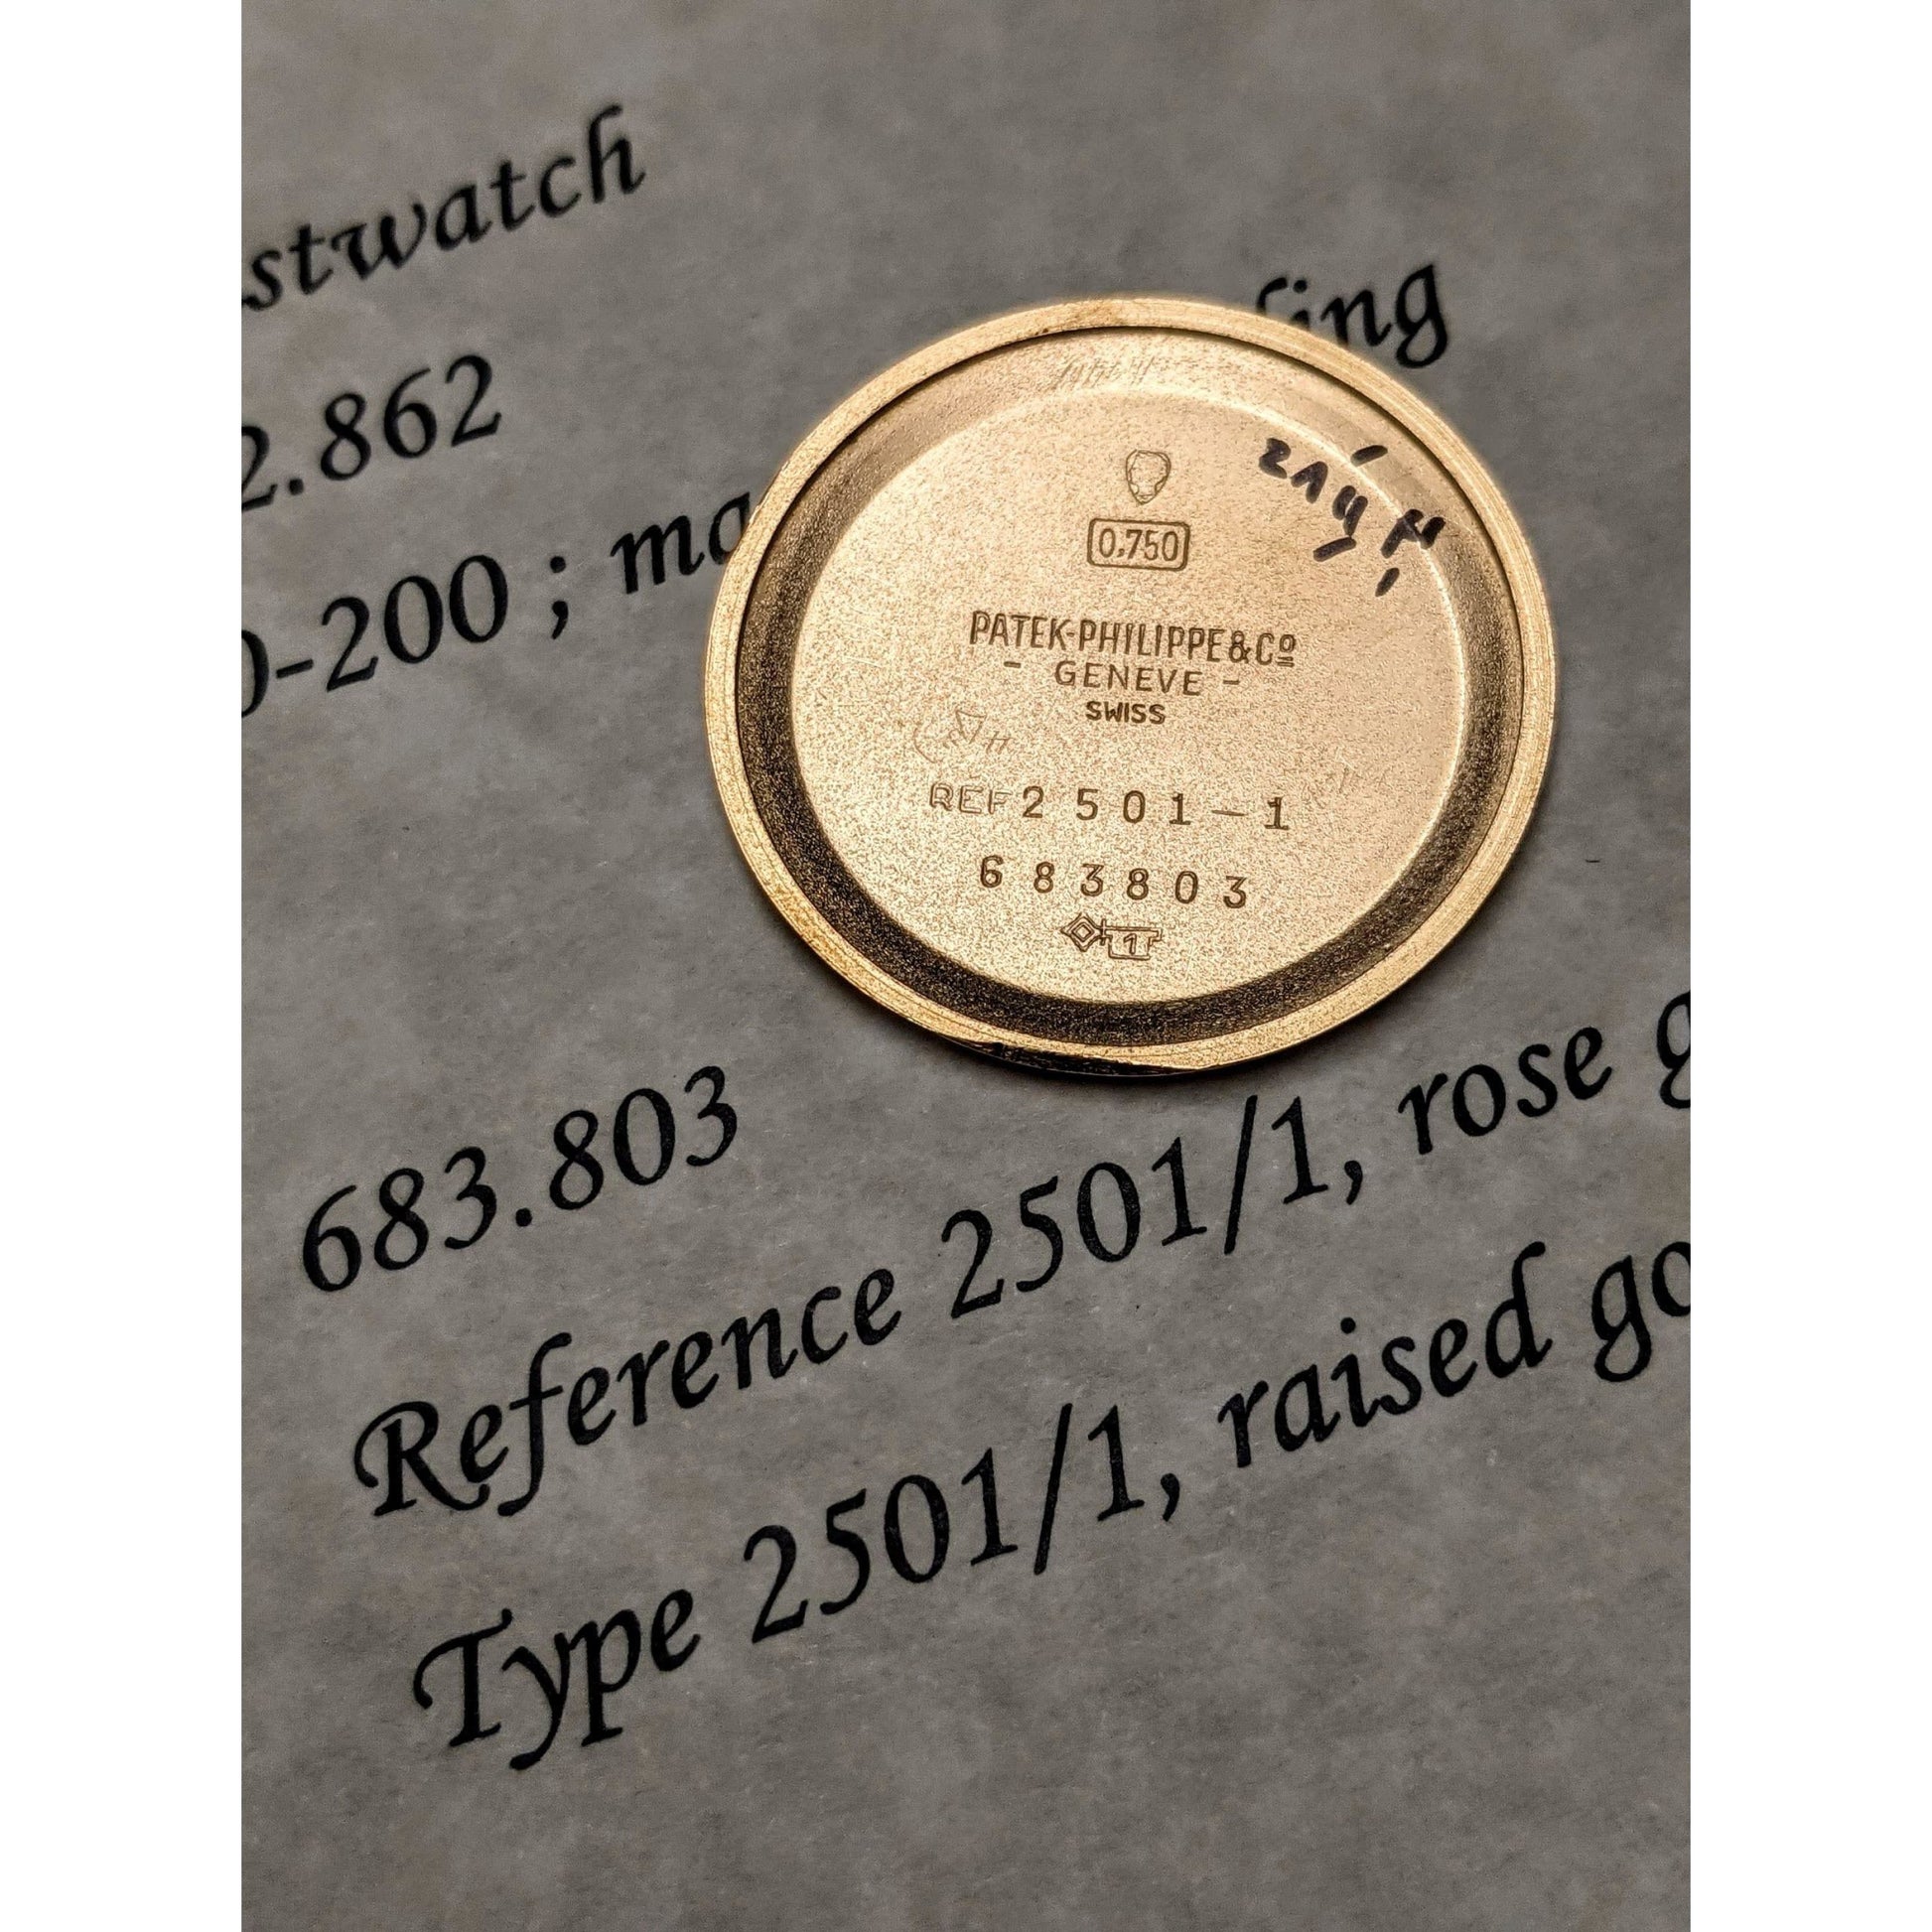 stwatch
2.862
ing
0-200 ; ma
0.750
PATEK-PHILIPPE & Cº
- GENEVE -
SWISS
REF 2501-1
683803
1
683.803
Reference 2501/1, rose g
Type 2501/1, raised go